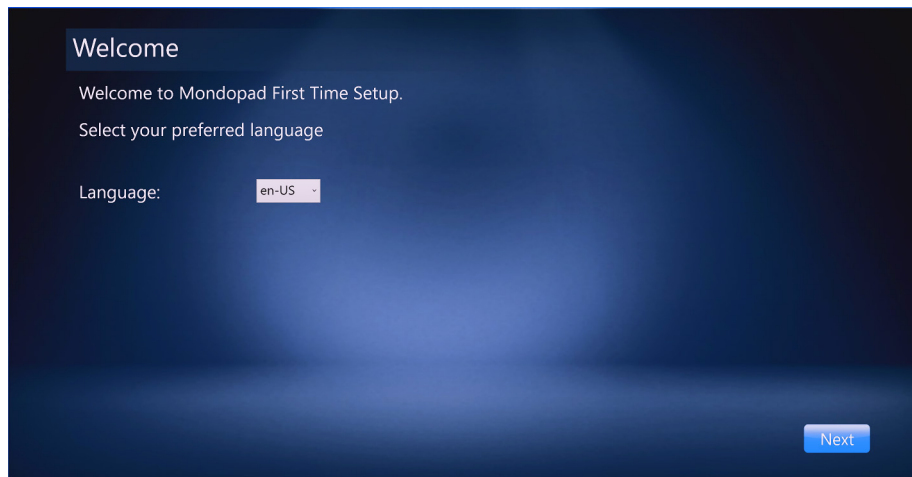 Welcome
Welcome to Mondopad First Time Setup.
Select your preferred language
Language:
en-US
Next